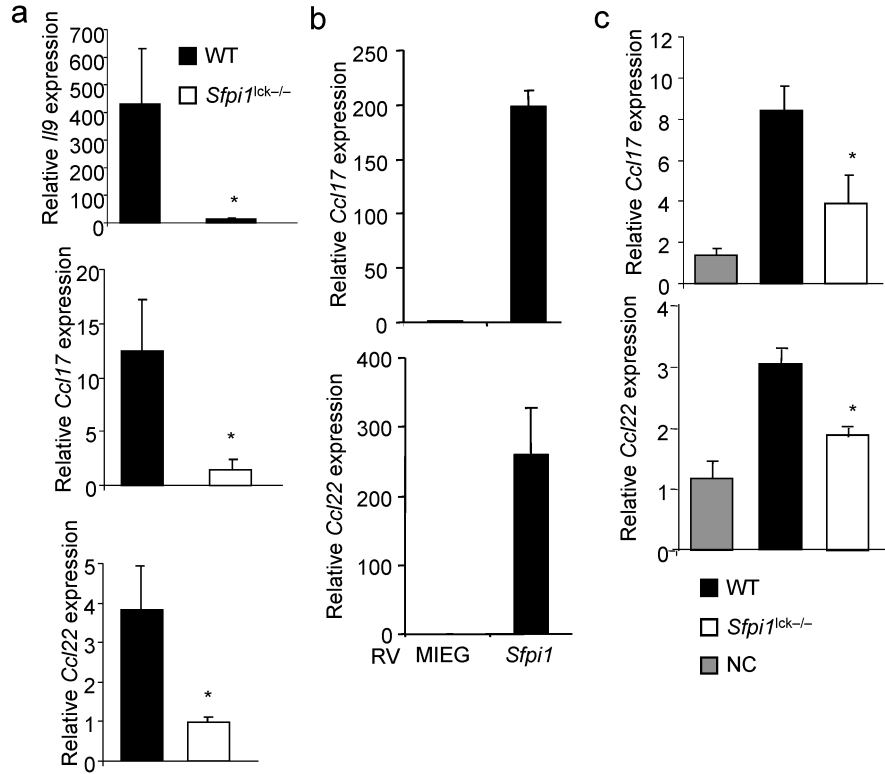 a
Relative Il9 expression
700
600
500
400
300
200
100
0
WT
Sfpi1lck–/–
*
Relative Ccl17 expression
20
15
10
5
0
*
Relative Ccl22 expression
5
4
3
2
1
0
*
b
Relative Ccl17 expression
250
200
150
100
50
0
Relative Ccl22 expression
400
300
200
100
0
RV MIEG Sfpi1
c
Relative Ccl17 expression
12
10
8
6
4
2
0
*
Relative Ccl22 expression
4
3
2
1
0
*
WT
Sfpi1lck–/–
NC